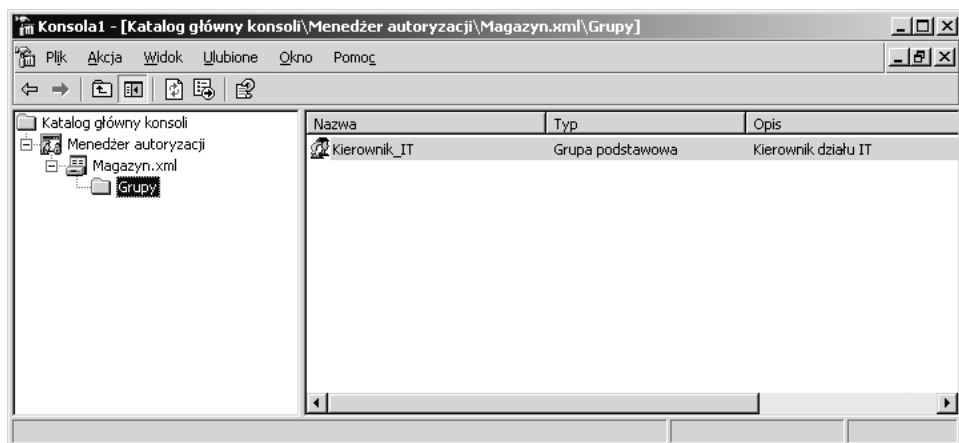 Konsola1 - [Katalog główny konsoli\Menedżer autoryzacji\Magazyn.xml\Grupy]
Plik Akcja Widok Ulubione Okno Pomoc
Katalog główny konsoli
Menedżer autoryzacji
Magazyn.xml
Grupy
Nazwa Typ Opis
Kierownik_IT Grupa podstawowa Kierownik działu IT